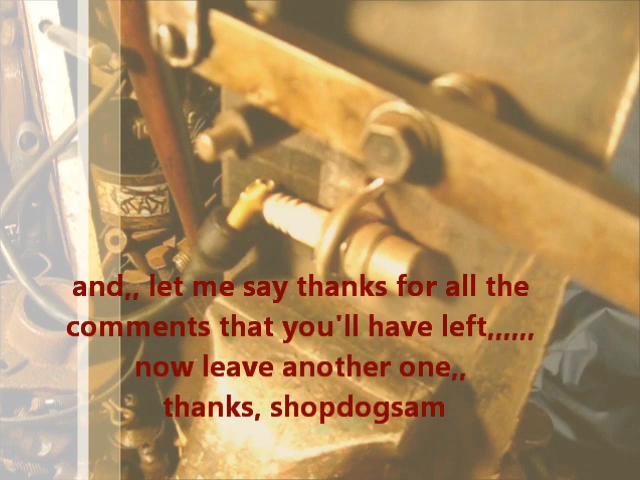 and,, let me say thanks for all the
comments that you'll have left,,,,,,
now leave another one,,
thanks, shopdogsam